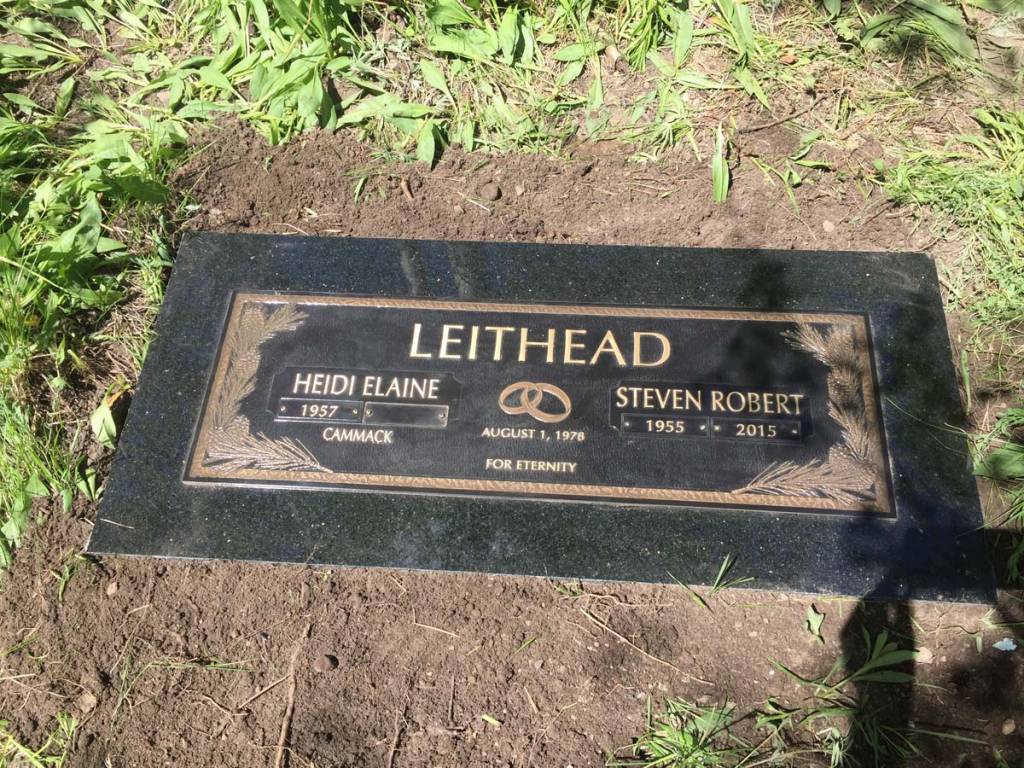 LEITHEAD
HEIDI ELAINE
1957
CAMMACK
AUGUST 1, 1978
FOR ETERNITY
STEVEN ROBERT
1955 2015